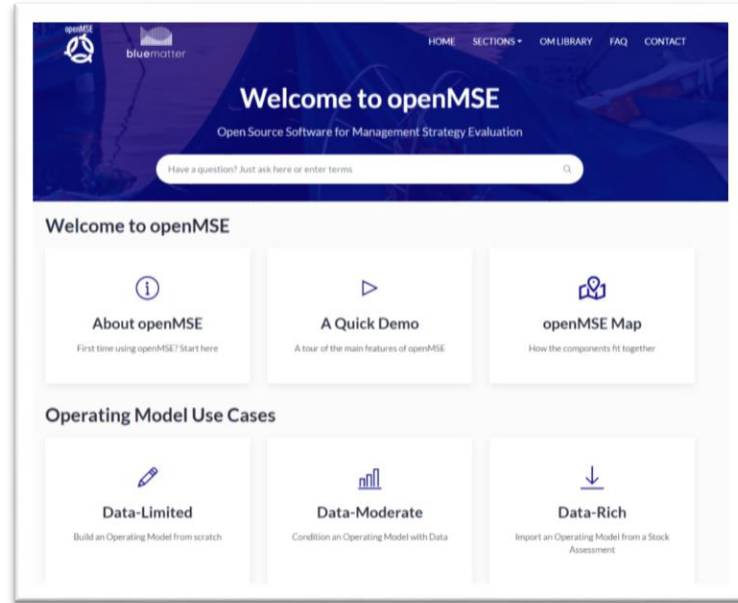 openMSE
bluematter
HOME SECTIONS OM LIBRARY FAQ CONTACT
Welcome to openMSE
Open Source Software for Management Strategy Evaluation
Have a question? Just ask here or enter terms
Welcome to openMSE
About openMSE
First time using openMSE? Start here
A Quick Demo
A tour of the main features of openMSE
openMSE Map
How the components fit together
Operating Model Use Cases
Data-Limited
Build an Operating Model from scratch
Data-Moderate
Condition an Operating Model with Data
Data-Rich
Import an Operating Model from a Stock
Assessment